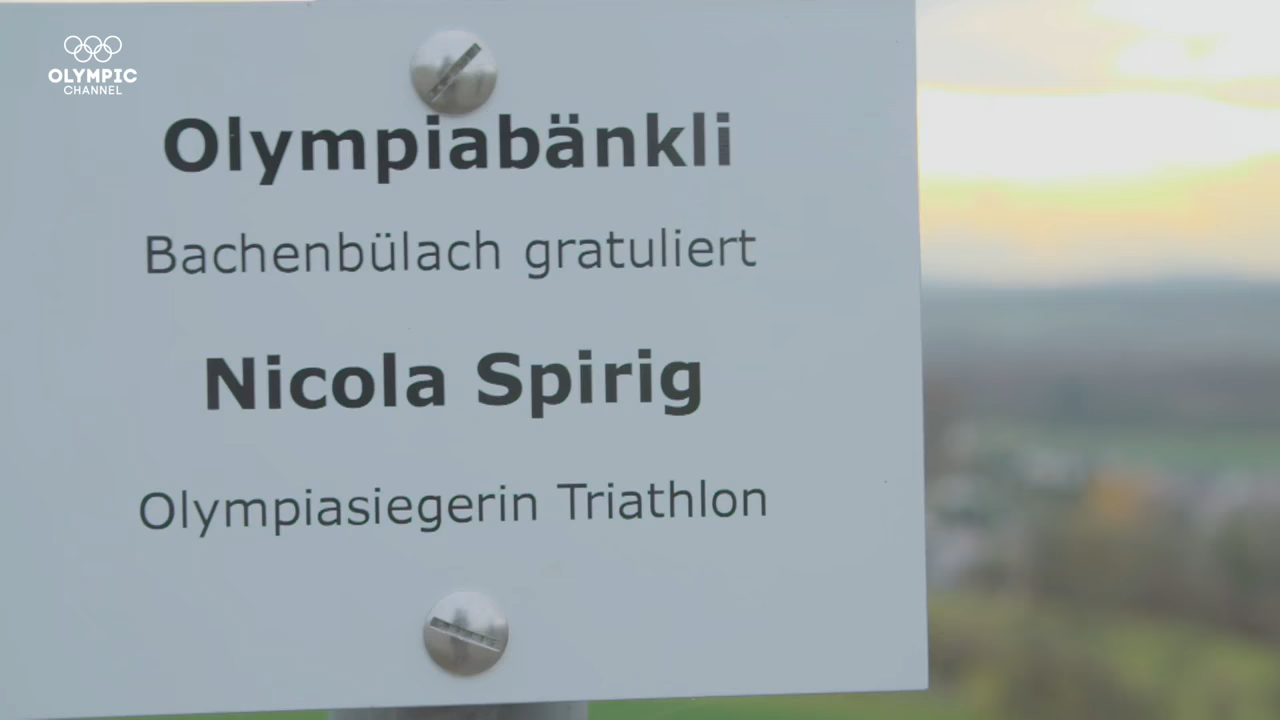 OLYMPIC
CHANNEL
Olympiabänkli
Bachenbülach gratuliert
Nicola Spirig
Olympiasiegerin Triathlon